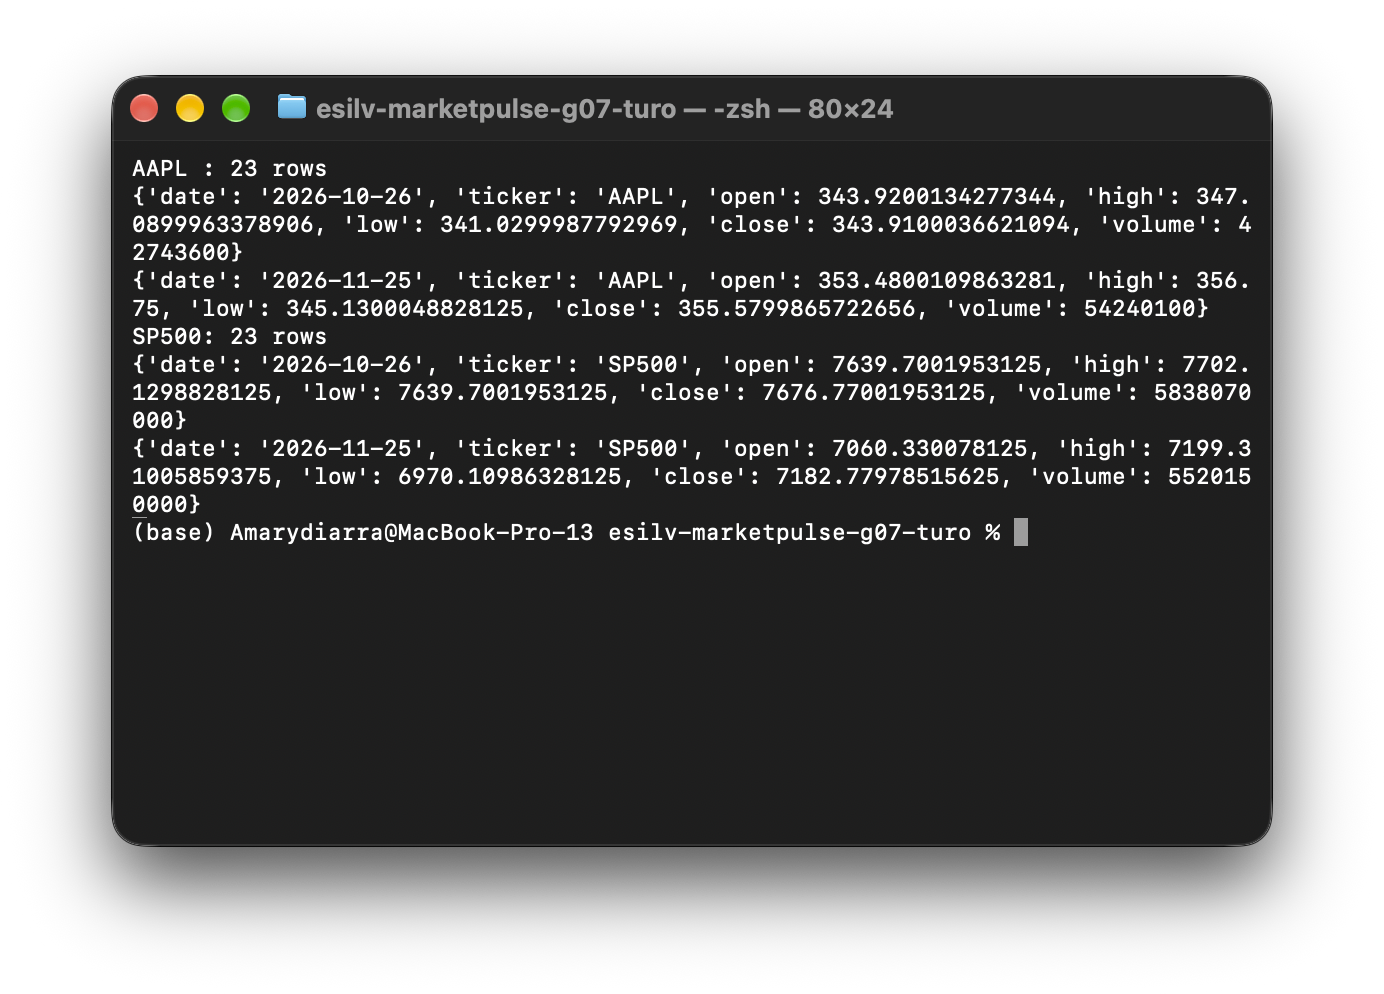 esilv-marketpulse-g07-turo — -zsh — 80×24
AAPL : 23 rows
{'date': '2026-10-26', 'ticker': 'AAPL', 'open': 343.9200134277344, 'high': 347.
0899963378906, 'low': 341.0299987792969, 'close': 343.9100036621094, 'volume': 4
2743600}
{'date': '2026-11-25', 'ticker': 'AAPL', 'open': 353.4800109863281, 'high': 356.
75, 'low': 345.1300048828125, 'close': 355.5799865722656, 'volume': 54240100}
SP500: 23 rows
{'date': '2026-10-26', 'ticker': 'SP500', 'open': 7639.7001953125, 'high': 7702.
1298828125, 'low': 7639.7001953125, 'close': 7676.77001953125, 'volume': 5838070
000}
{'date': '2026-11-25', 'ticker': 'SP500', 'open': 7060.330078125, 'high': 7199.3
1005859375, 'low': 6970.10986328125, 'close': 7182.77978515625, 'volume': 552015
0000}
(base) Amarydiarra@MacBook-Pro-13 esilv-marketpulse-g07-turo %